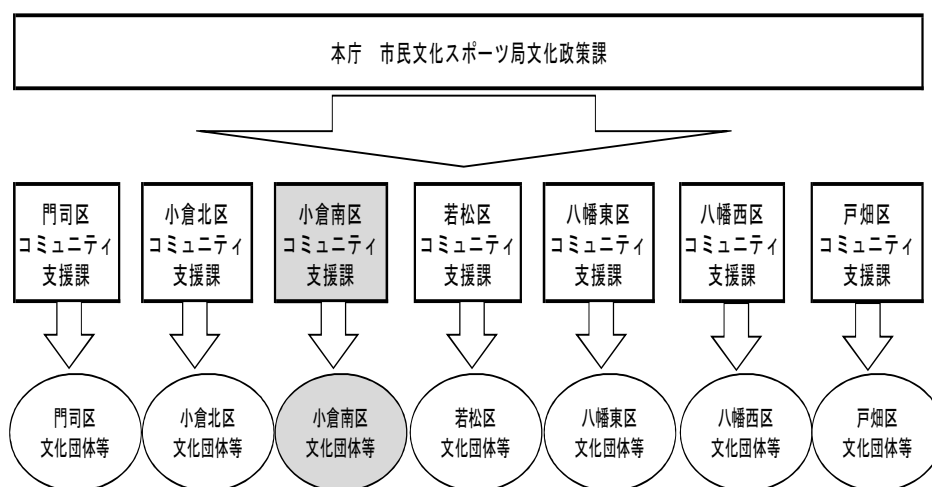 本庁　市民文化スポーツ局文化政策課
門司区
コミュニティ
支援課
小倉北区
コミュニティ
支援課
小倉南区
コミュニティ
支援課
若松区
コミュニティ
支援課
八幡東区
コミュニティ
支援課
八幡西区
コミュニティ
支援課
戸畑区
コミュニティ
支援課
門司区
文化団体等
小倉北区
文化団体等
小倉南区
文化団体等
若松区
文化団体等
八幡東区
文化団体等
八幡西区
文化団体等
戸畑区
文化団体等